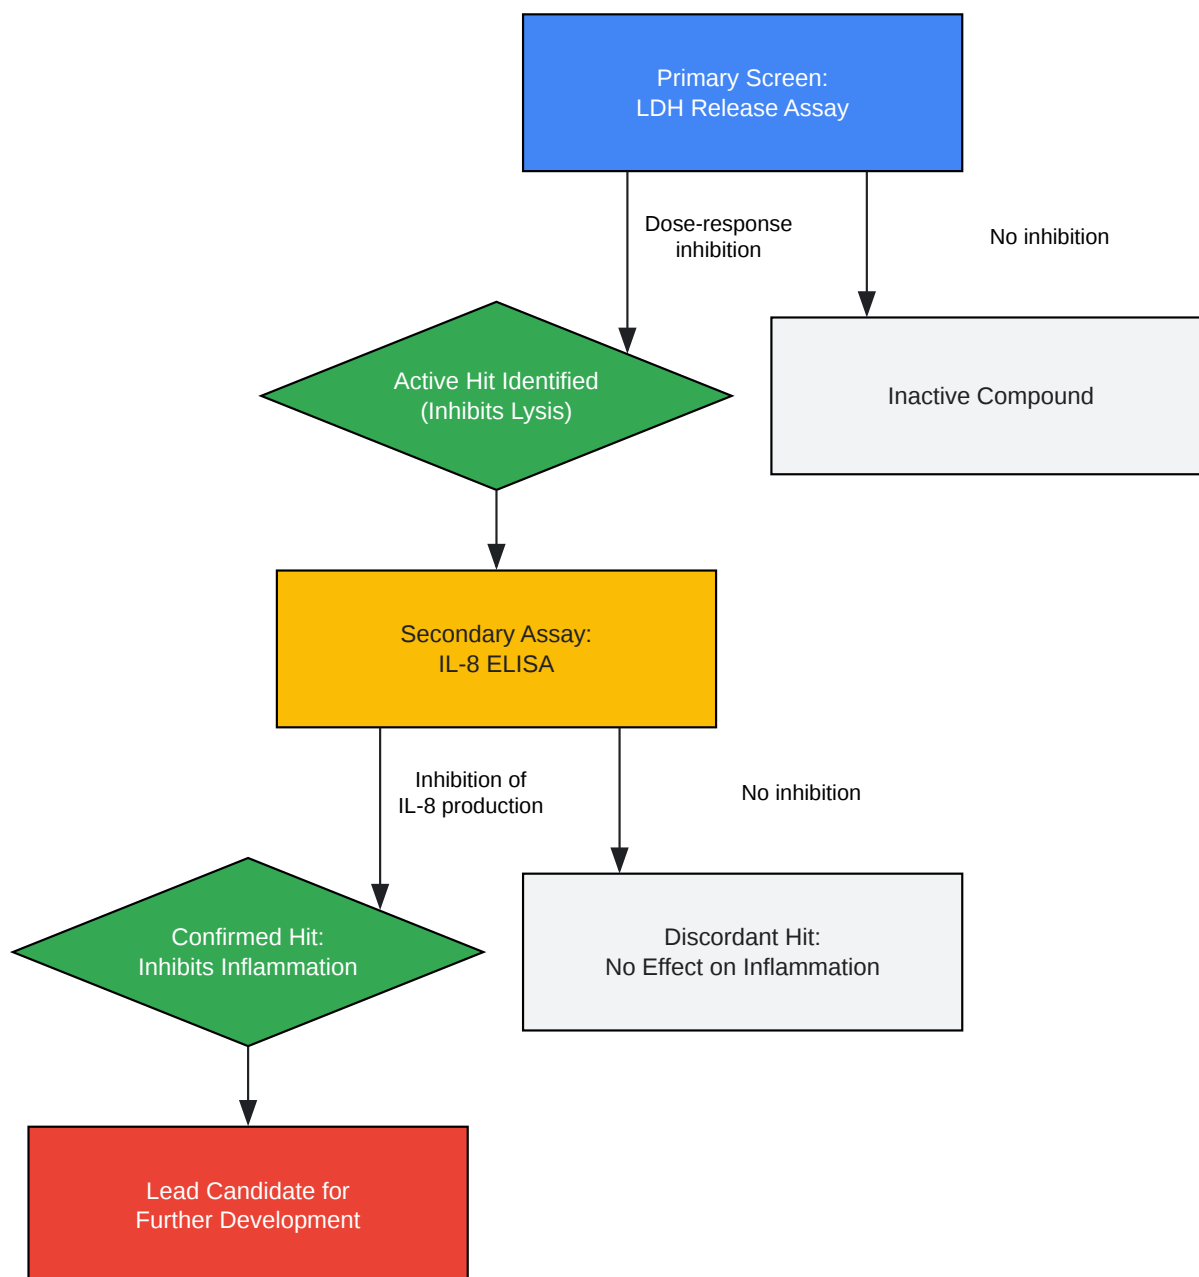 Primary Screen:
LDH Release Assay
Dose-response
inhibition
No inhibition
Active Hit Identified
(Inhibits Lysis)
Inactive Compound
Secondary Assay:
IL-8 ELISA
Inhibition of
IL-8 production
No inhibition
Confirmed Hit:
Inhibits Inflammation
Discordant Hit:
No Effect on Inflammation
Lead Candidate for
Further Development